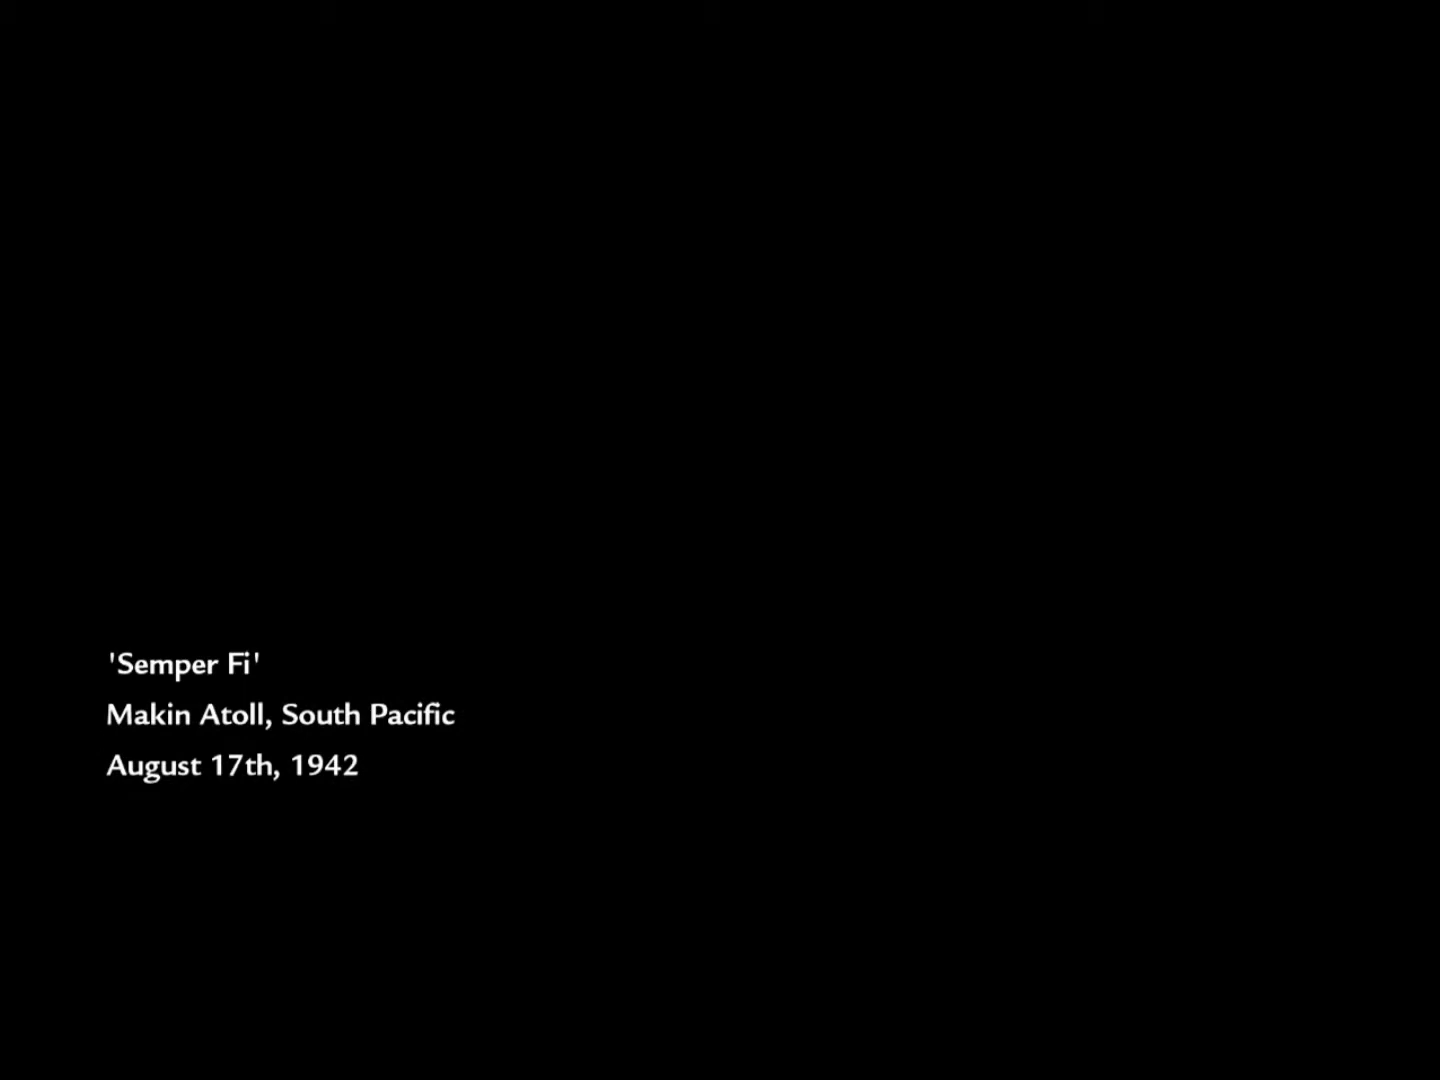 'Semper Fi'
Makin Atoll, South Pacific
August 17th, 1942